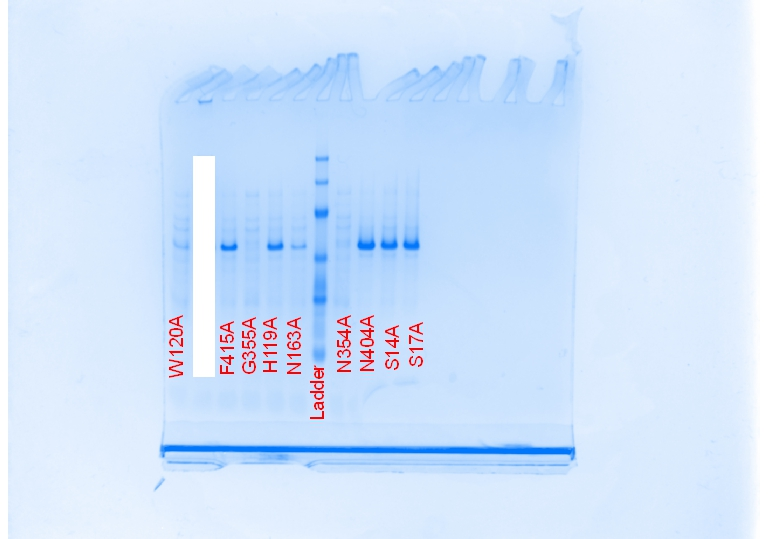 W120A
F415A
G355A
H119A
N163A
Ladder
N354A
N404A
S14A
S17A